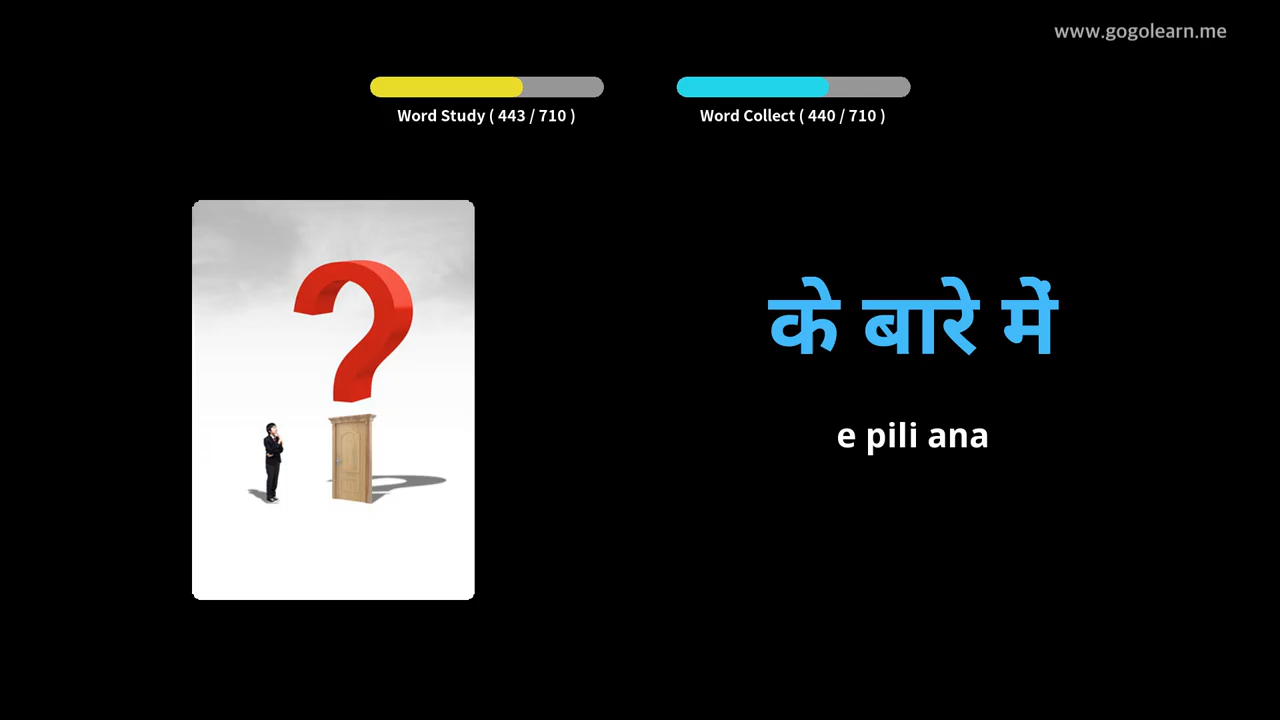 www.gogolearn.me
Word Study ( 443 / 710 )
Word Collect ( 440 / 710 )
के बारे में
e pili ana